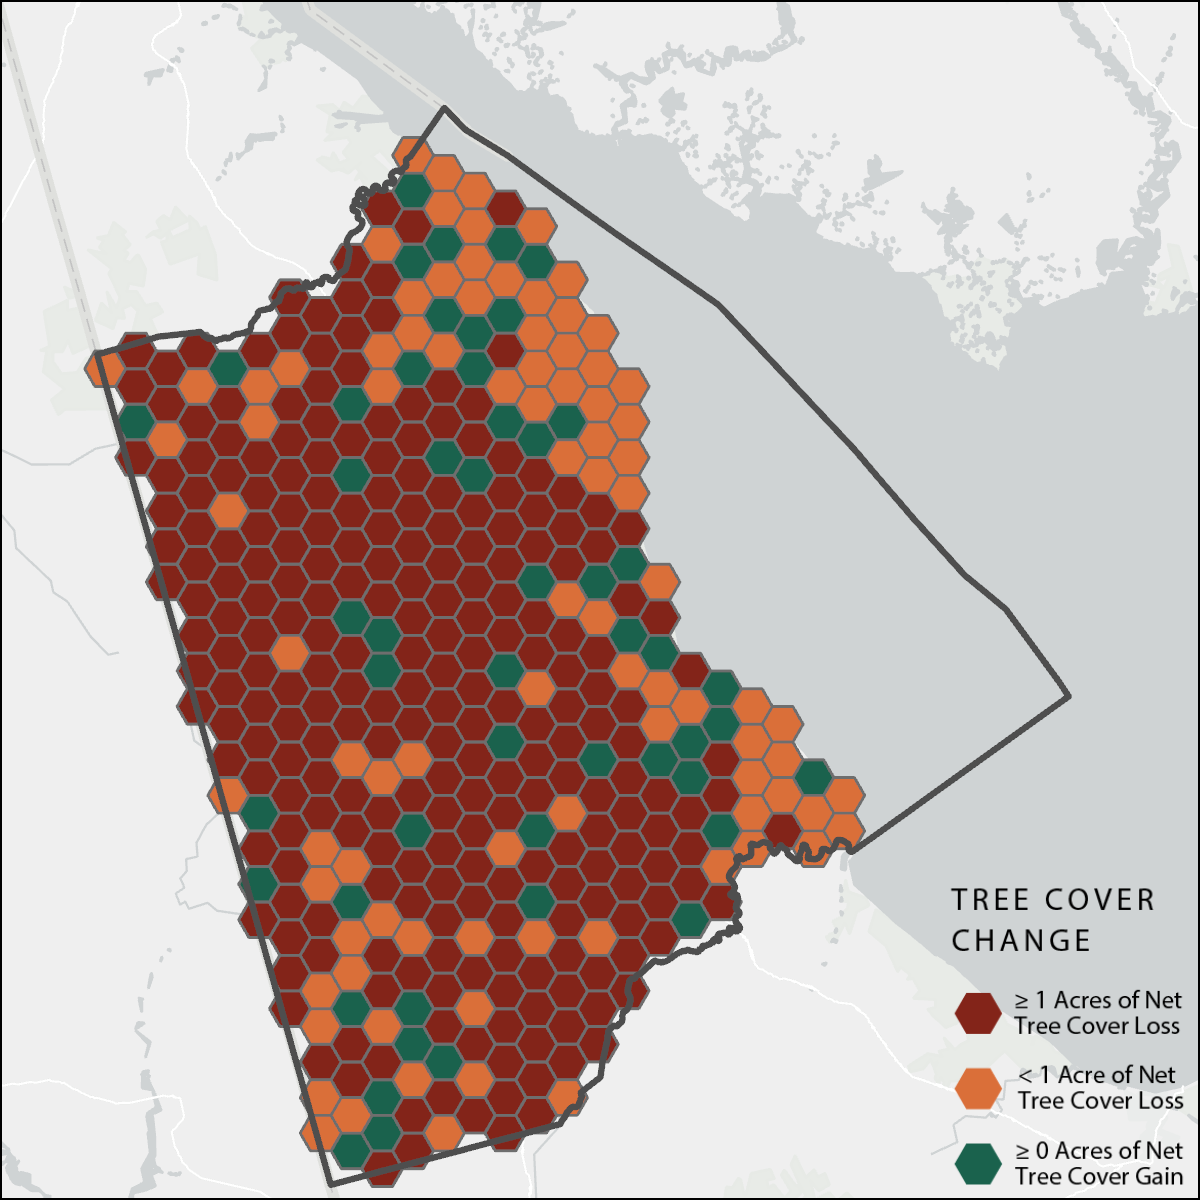 TREE COVER
CHANGE
≥ 1 Acres of Net
Tree Cover Loss
< 1 Acre of Net
Tree Cover Loss
≥ 0 Acres of Net
Tree Cover Gain